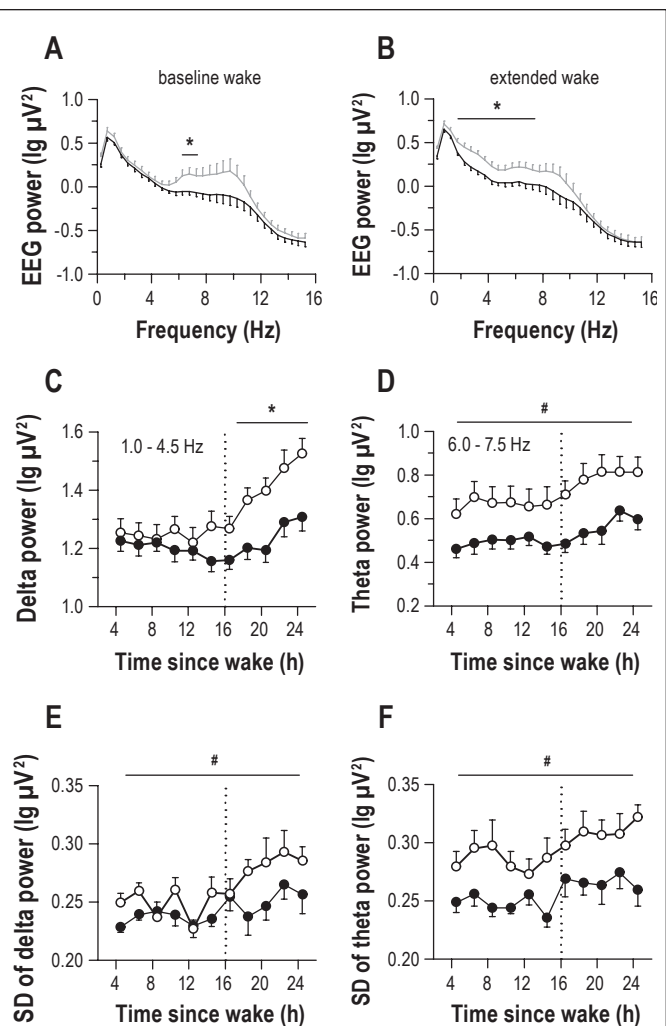 A
B
baseline wake
extended wake
EEG power (lg µV²)
1.0
0.5
0.0
-0.5
-1.0
*
0 4 8 12 16
Frequency (Hz)
EEG power (lg µV²)
1.0
0.5
0.0
-0.5
-1.0
*
0 4 8 12 16
Frequency (Hz)
C
D
Delta power (lg µV²)
1.6
1.4
1.2
1.0
1.0 - 4.5 Hz
*
4 8 12 16 20 24
Time since wake (h)
Theta power (lg µV²)
1.0
0.8
0.6
0.4
0.2
6.0 - 7.5 Hz
#
4 8 12 16 20 24
Time since wake (h)
E
F
SD of delta power (lg µV²)
0.35
0.30
0.25
0.20
#
4 8 12 16 20 24
Time since wake (h)
SD of theta power (lg µV²)
0.35
0.30
0.25
0.20
#
4 8 12 16 20 24
Time since wake (h)